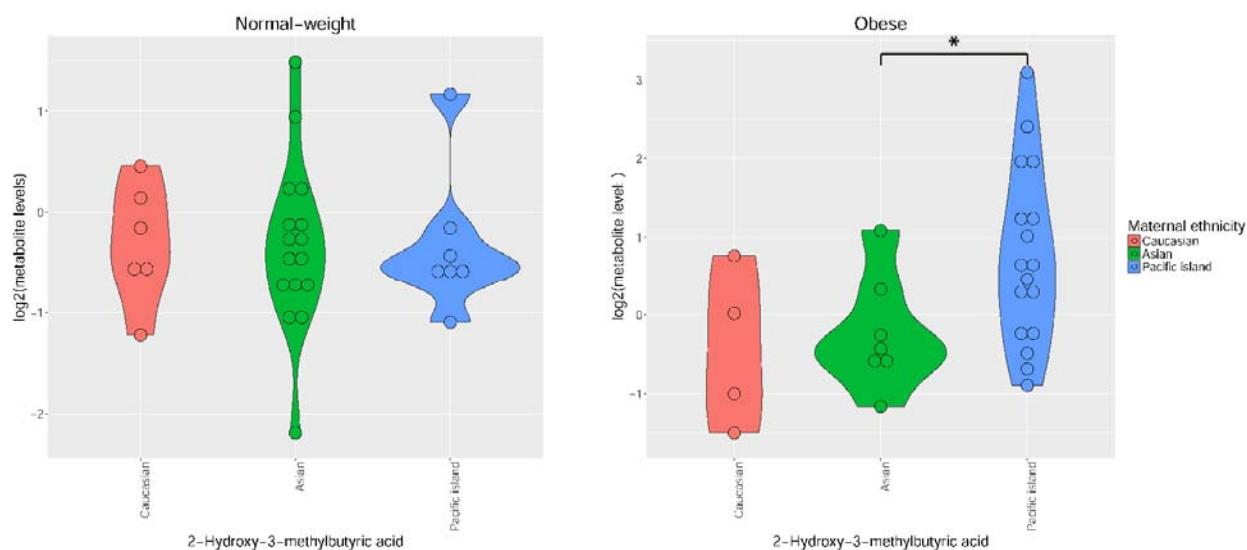 Normal-weight
log2(metabolite levels)
1
0
-1
-2
Caucasian
Asian
Pacific island
2-Hydroxy-3-methylbutyric acid
Obese
*
log2(metabolite level: )
3
2
1
0
-1
Caucasian
Asian
Pacific island
2-Hydroxy-3-methylbutyric acid
Maternal ethnicity
Caucasian
Asian
Pacific island